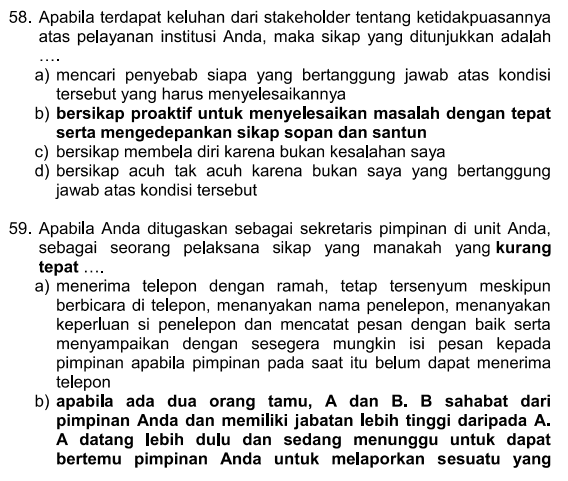 58. Apabila terdapat keluhan dari stakeholder tentang ketidakpuasannya
atas pelayanan institusi Anda, maka sikap yang ditunjukkan adalah
....
a) mencari penyebab siapa yang bertanggung jawab atas kondisi
tersebut yang harus menyelesaikannya
b) bersikap proaktif untuk menyelesaikan masalah dengan tepat
serta mengedepankan sikap sopan dan santun
c) bersikap membela diri karena bukan kesalahan saya
d) bersikap acuh tak acuh karena bukan saya yang bertanggung
jawab atas kondisi tersebut
59. Apabila Anda ditugaskan sebagai sekretaris pimpinan di unit Anda,
sebagai seorang pelaksana sikap yang manakah yang kurang
tepat ....
a) menerima telepon dengan ramah, tetap tersenyum meskipun
berbicara di telepon, menanyakan nama penelepon, menanyakan
keperluan si penelepon dan mencatat pesan dengan baik serta
menyampaikan dengan sesegera mungkin isi pesan kepada
pimpinan apabila pimpinan pada saat itu belum dapat menerima
telepon
b) apabila ada dua orang tamu, A dan B. B sahabat dari
pimpinan Anda dan memiliki jabatan lebih tinggi daripada A.
A datang lebih dulu dan sedang menunggu untuk dapat
bertemu pimpinan Anda untuk melaporkan sesuatu yang